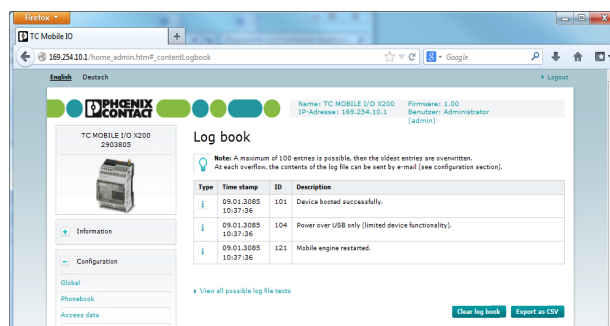 Firefox
TC Mobile IO
169.254.10.1/home_admin.htm#_contentLogbook
Google
English Deutsch
Logout
PHŒNIX
CONTACT
Name: TC MOBILE I/O X200
IP-Adresse: 169.254.10.1
Firmware: 1.00
Benutzer: Administrator
(admin)
TC MOBILE I/O X200
2903805
Information
Configuration
Global
Phonebook
Access data
Log book
Note: A maximum of 100 entries is possible, then the oldest entries are overwritten.
At each overflow, the contents of the log file can be sent by e-mail (see configuration section).
Type Time stamp ID Description
i 09.01.3085 101 Device booted successfully.
10:37:36
i 09.01.3085 104 Power over USB only (limited device functionality).
10:37:36
i 09.01.3085 121 Mobile engine restarted.
10:37:36
View all possible log file texts
Clear log book Export as CSV